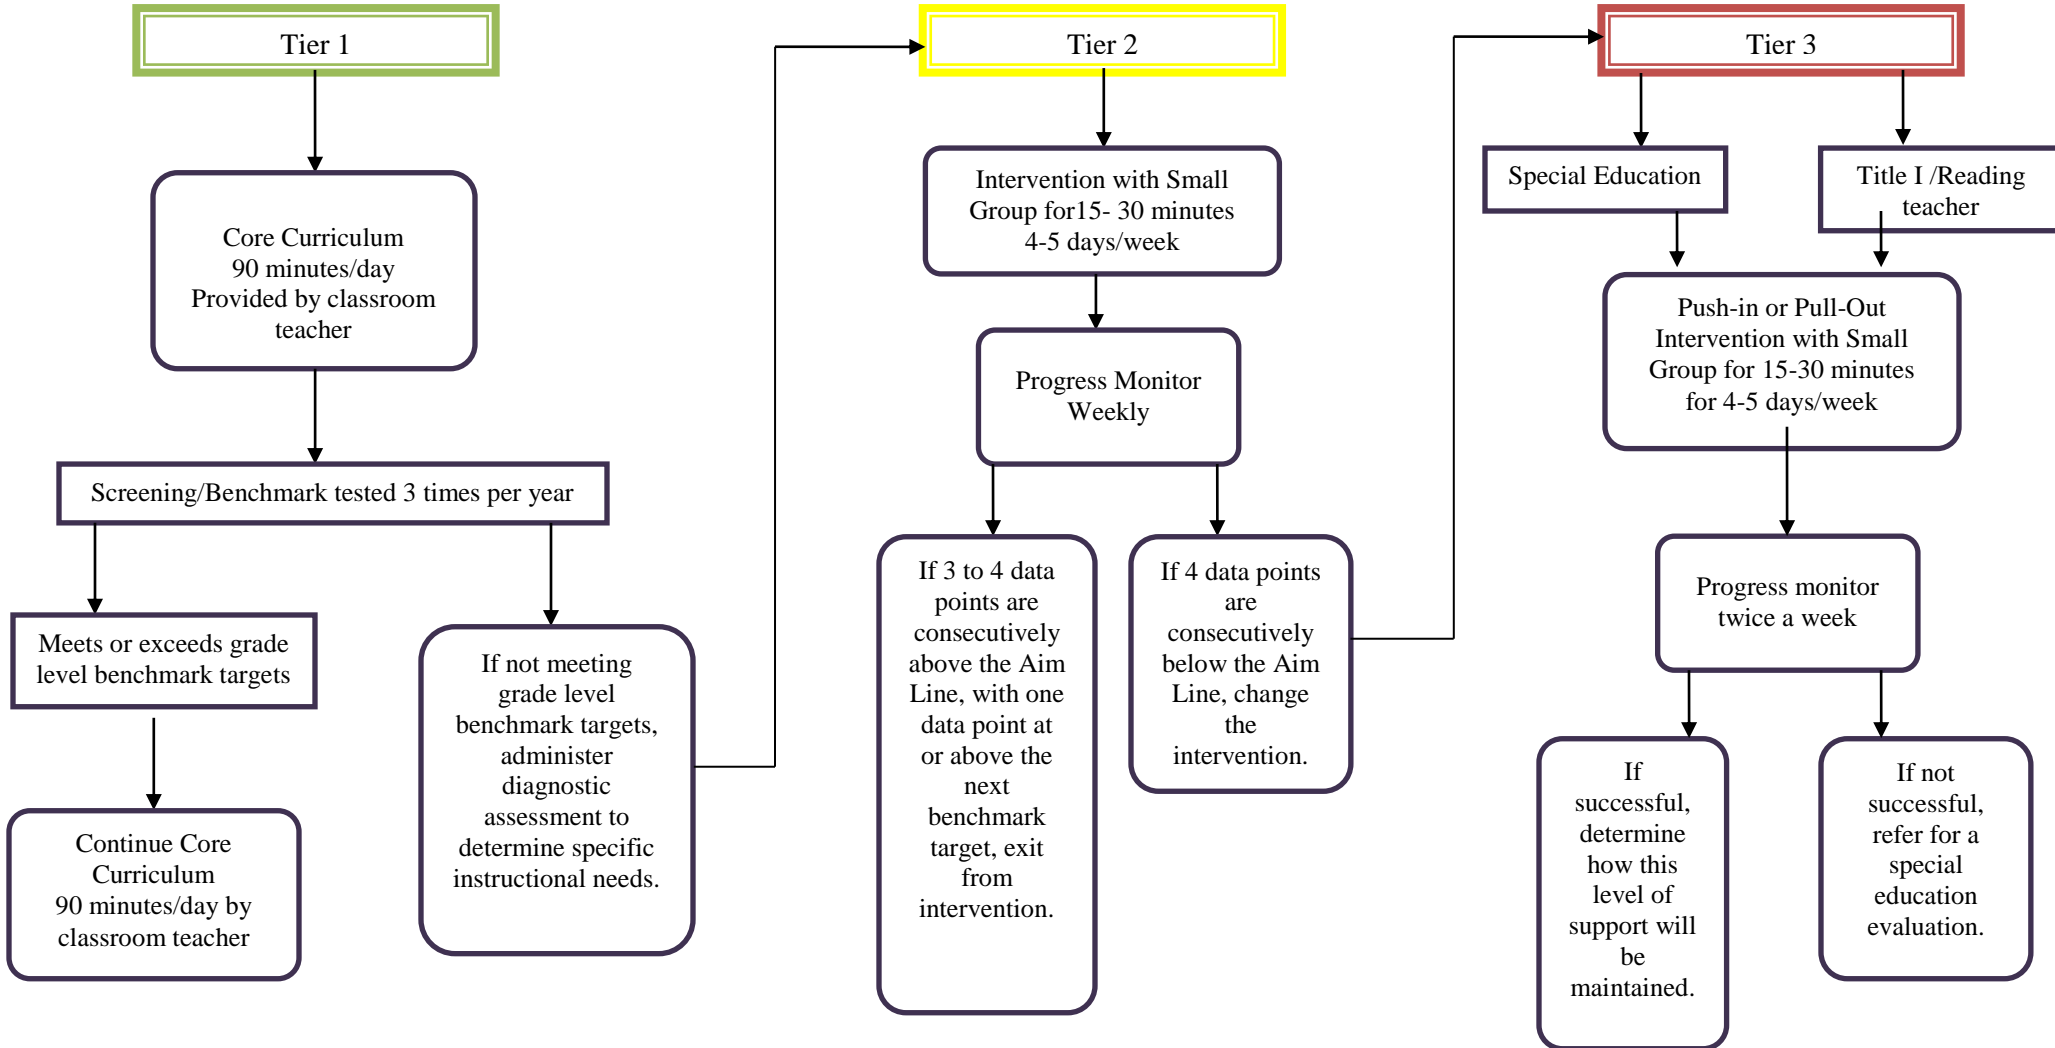 Tier 1
Core Curriculum
90 minutes/day
Provided by classroom
teacher
Screening/Benchmark tested 3 times per year
Meets or exceeds grade
level benchmark targets
Continue Core
Curriculum
90 minutes/day by
classroom teacher
If not meeting
grade level
benchmark targets,
administer
diagnostic
assessment to
determine specific
instructional needs.
Tier 2
Intervention with Small
Group for15- 30 minutes
4-5 days/week
Progress Monitor
Weekly
If 3 to 4 data
points are
consecutively
above the Aim
Line, with one
data point at
or above the
next
benchmark
target, exit
from
intervention.
If 4 data points
are
consecutively
below the Aim
Line, change
the
intervention.
Tier 3
Special Education
Title I /Reading
teacher
Push-in or Pull-Out
Intervention with Small
Group for 15-30 minutes
for 4-5 days/week
Progress monitor
twice a week
If
successful,
determine
how this
level of
support will
be
maintained.
If not
successful,
refer for a
special
education
evaluation.